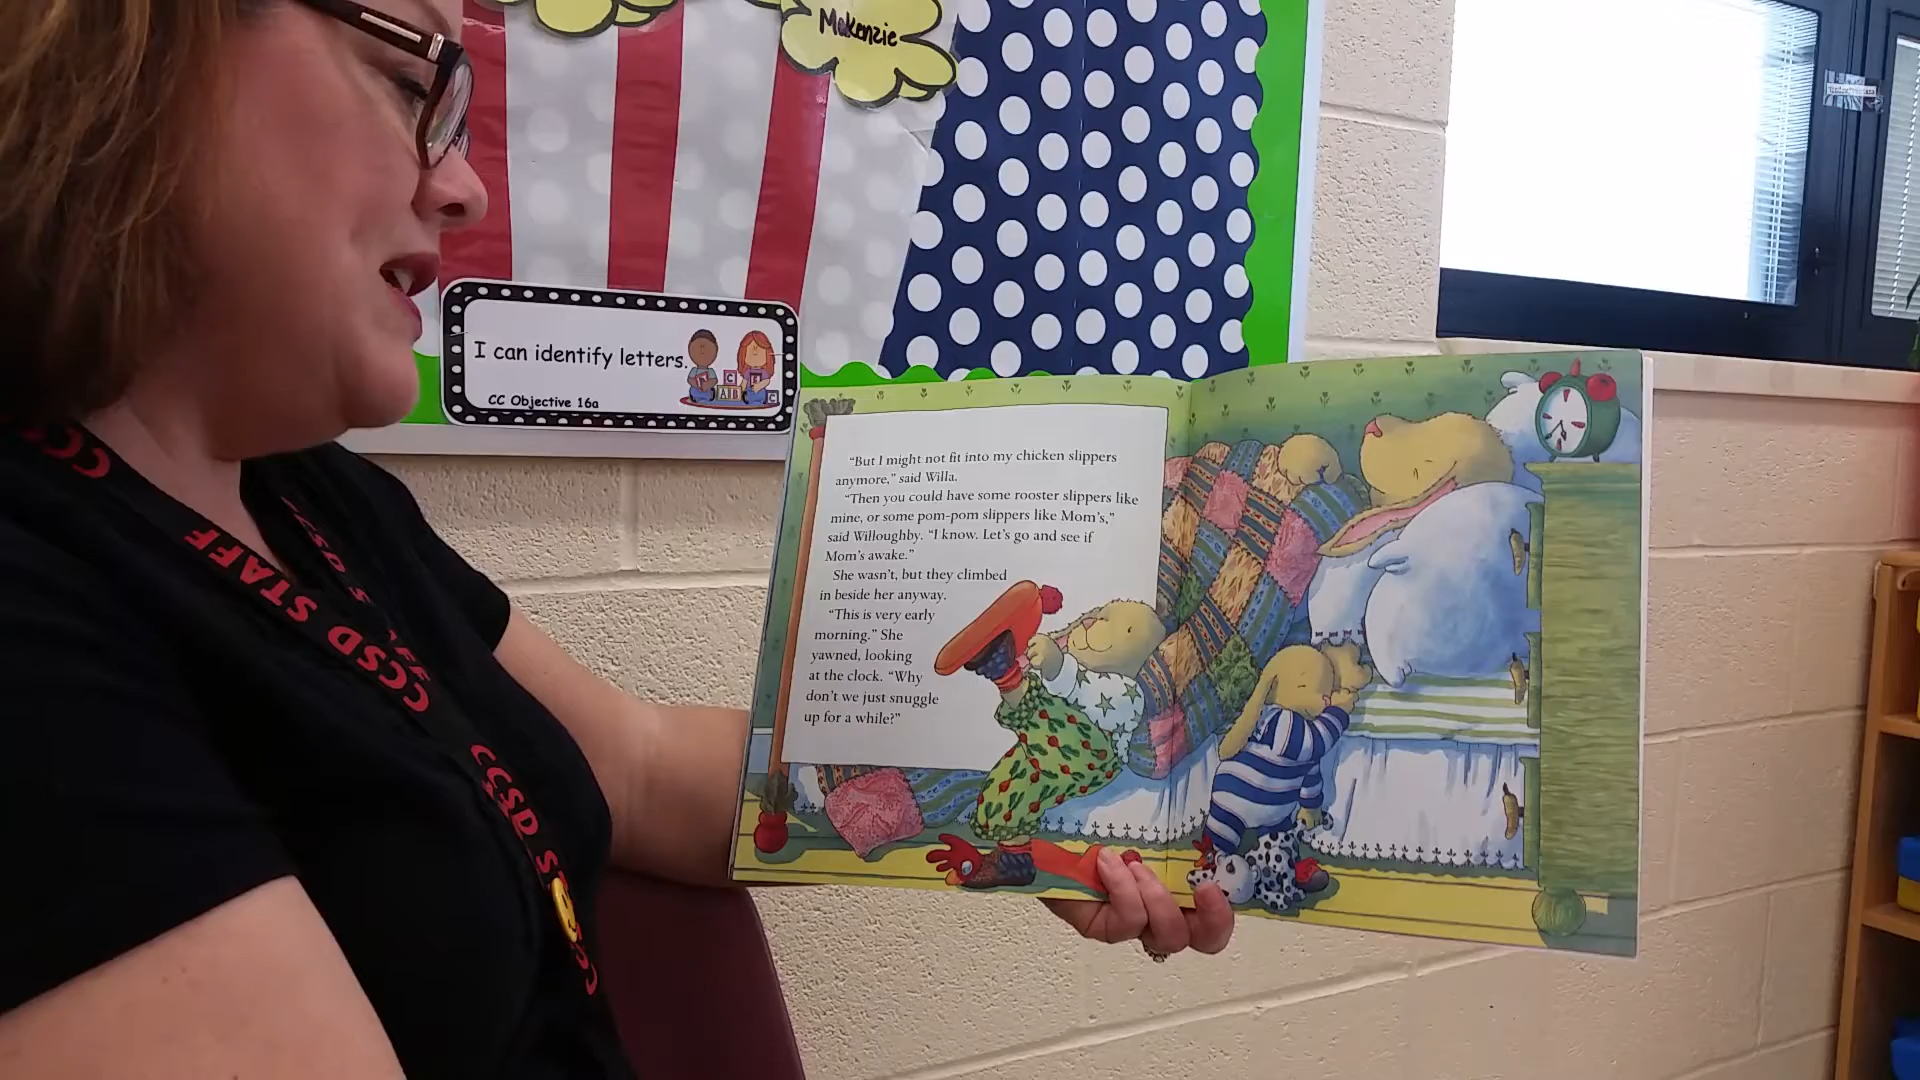 Makenzie
I can identify letters.
CC Objective 16a
CCSD STAFF
CCSD S
"But I might not fit into my chicken slippers
anymore," said Willa.
"Then you could have some rooster slippers like
mine, or some pom-pom slippers like Mom's,"
said Willoughby. "I know. Let's go and see if
Mom's awake."
She wasn't, but they climbed
in beside her anyway.
"This is very early
morning." She
yawned, looking
at the clock. "Why
don't we just snuggle
up for a while?"